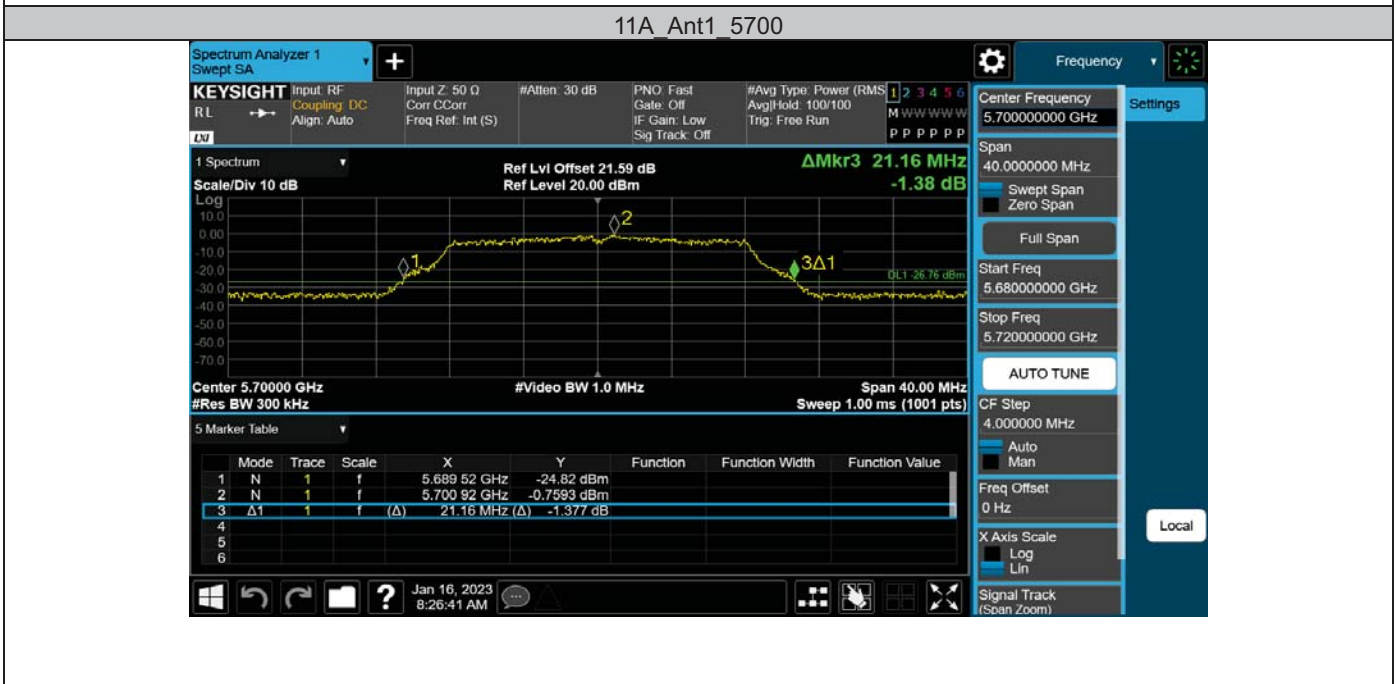 11A_Ant1_5700
Spectrum Analyzer 1
Swept SA
Frequency
KEYSIGHT
RL
LXI
Input: RF
Coupling: DC
Align: Auto
Input Z: 50 Ω
Corr CCorr
Freq Ref: Int (S)
#Atten: 30 dB
PNO: Fast
Gate: Off
IF Gain: Low
Sig Track: Off
#Avg Type: Power (RMS
Avg|Hold: 100/100
Trig: Free Run
1 2 3 4 5 6
M W W W W W
P P P P P P
Center Frequency
5.700000000 GHz
Settings
Span
40.0000000 MHz
Swept Span
Zero Span
Full Span
Start Freq
5.680000000 GHz
Stop Freq
5.720000000 GHz
AUTO TUNE
CF Step
4.000000 MHz
Auto
Man
Freq Offset
0 Hz
X Axis Scale
Log
Lin
Signal Track
(Span Zoom)
Local
1 Spectrum
Scale/Div 10 dB
Ref Lvl Offset 21.59 dB
Ref Level 20.00 dBm
ΔMkr3 21.16 MHz
-1.38 dB
Log
10.0
0.00
-10.0
-20.0
-30.0
-40.0
-50.0
-60.0
-70.0
1
2
3Δ1
DL1 -26.76 dBm
Center 5.70000 GHz
#Video BW 1.0 MHz
Span 40.00 MHz
#Res BW 300 kHz
Sweep 1.00 ms (1001 pts)
5 Marker Table
Mode Trace Scale X Y Function Function Width Function Value
1 N 1 f 5.689 52 GHz -24.82 dBm
2 N 1 f 5.700 92 GHz -0.7593 dBm
3 Δ1 1 f (Δ) 21.16 MHz (Δ) -1.377 dB
4
5
6
?
Jan 16, 2023
8:26:41 AM